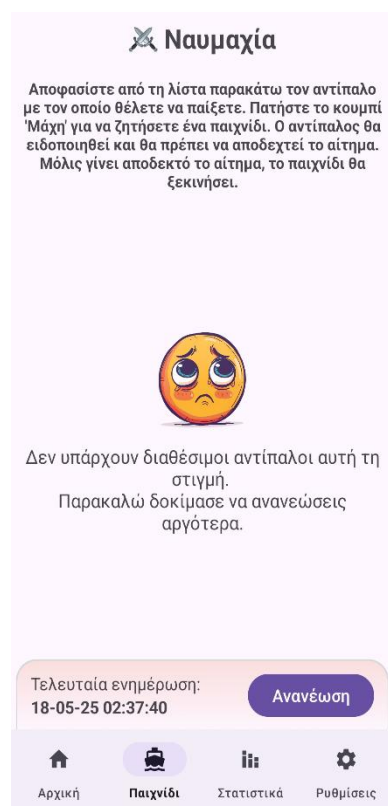 Ναυμαχία
Αποφασίστε από τη λίστα παρακάτω τον αντίπαλο
με τον οποίο θέλετε να παίξετε. Πατήστε το κουμπί
'Μάχη' για να ζητήσετε ένα παιχνίδι. Ο αντίπαλος θα
ειδοποιηθεί και θα πρέπει να αποδεχτεί το αίτημα.
Μόλις γίνει αποδεκτό το αίτημα, το παιχνίδι θα
ξεκινήσει.
Δεν υπάρχουν διαθέσιμοι αντίπαλοι αυτή τη
στιγμή.
Παρακαλώ δοκίμασε να ανανεώσεις
αργότερα.
Τελευταία ενημέρωση:
18-05-25 02:37:40
Ανανέωση
Αρχική Παιχνίδι Στατιστικά Ρυθμίσεις